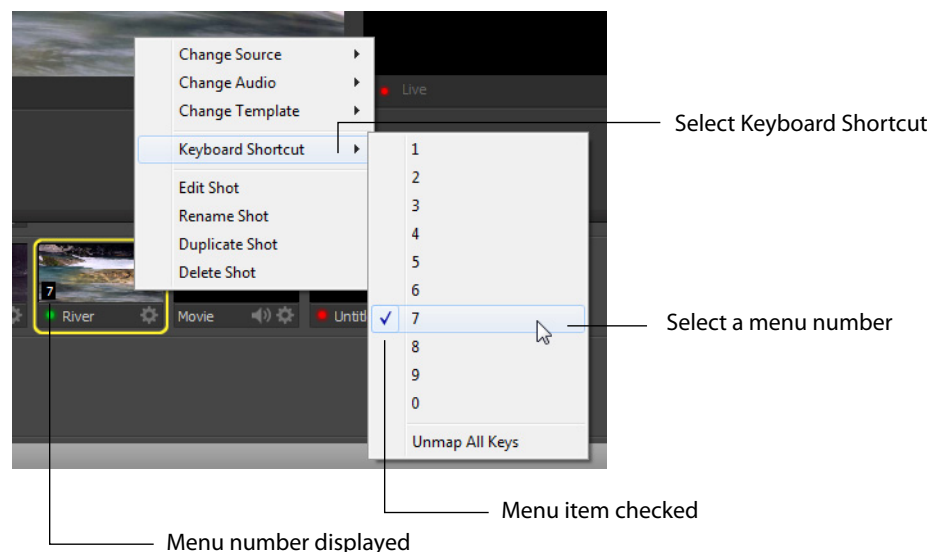 Change Source
Change Audio
Change Template
Keyboard Shortcut
Edit Shot
Rename Shot
Duplicate Shot
Delete Shot
Live
Select Keyboard Shortcut
1
2
3
4
5
6
7
8
9
0
Unmap All Keys
Select a menu number
7
River
Movie
Untitl
Menu item checked
Menu number displayed